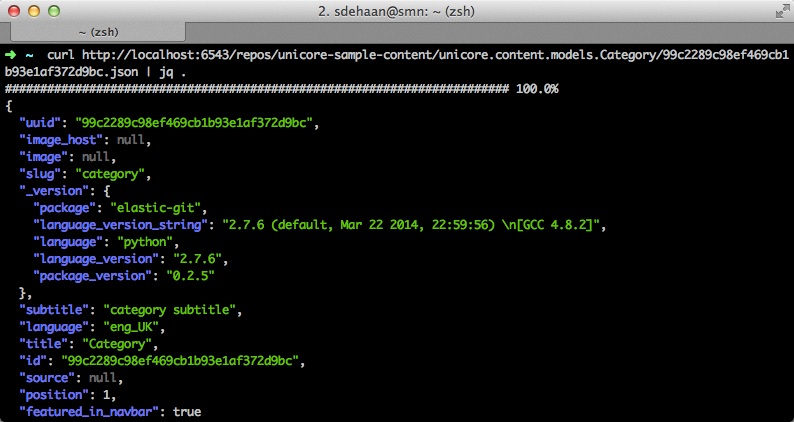 2. sdehaan@smn: ~ (zsh)
~ (zsh)
➜ ~ curl http://localhost:6543/repos/unicore-sample-content/unicore.content.models.Category/99c2289c98ef469cb1
b93e1af372d9bc.json | jq .
######################################################################## 100.0%
{
  "uuid": "99c2289c98ef469cb1b93e1af372d9bc",
  "image_host": null,
  "image": null,
  "slug": "category",
  "_version": {
    "package": "elastic-git",
    "language_version_string": "2.7.6 (default, Mar 22 2014, 22:59:56) \n[GCC 4.8.2]",
    "language": "python",
    "language_version": "2.7.6",
    "package_version": "0.2.5"
  },
  "subtitle": "category subtitle",
  "language": "eng_UK",
  "title": "Category",
  "id": "99c2289c98ef469cb1b93e1af372d9bc",
  "source": null,
  "position": 1,
  "featured_in_navbar": true